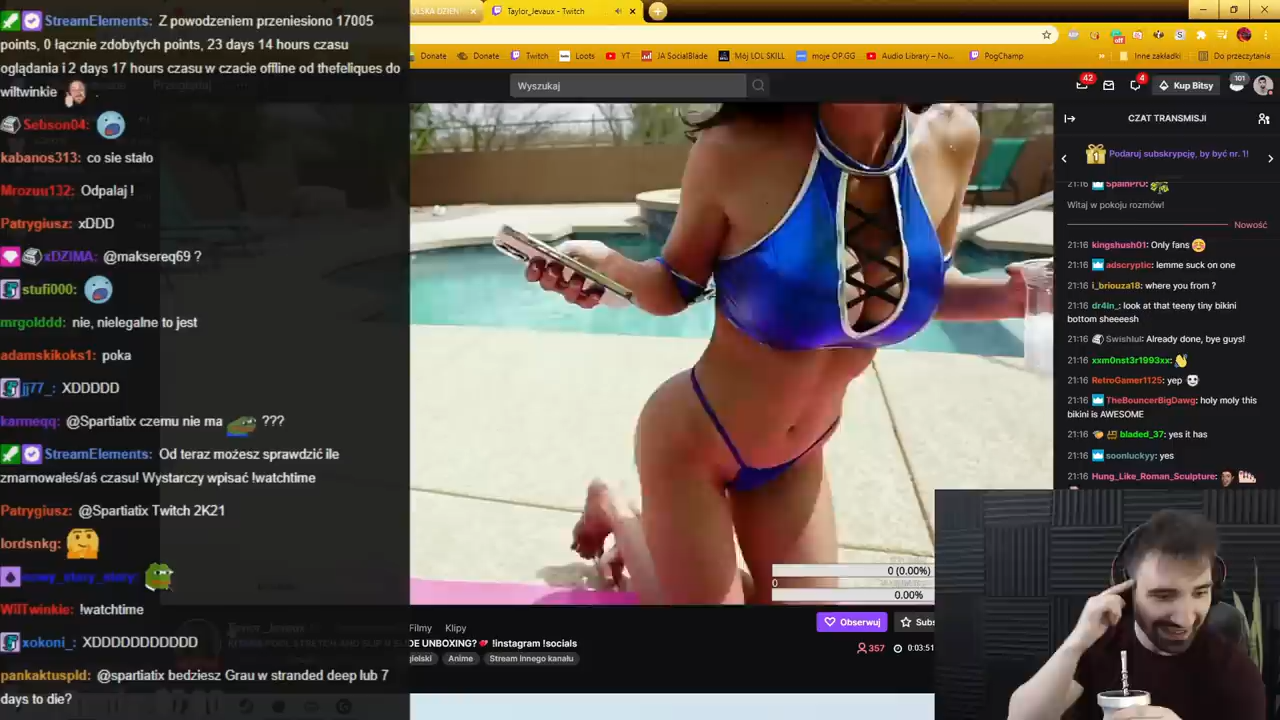 StreamElements: Z powodzeniem przeniesiono 17005
points, 0 łącznie zdobytych points, 23 days 14 hours czasu
oglądania i 2 days 17 hours czasu w czacie offline od thefeliques do
wiltwinkie
Sebson04:
kabanos313: co sie stało
Mrozuu132: Odpalaj !
Patrygiusz: xDDD
xDZIMA: @maksereq69 ?
stufi000:
mrgolddd: nie, nielegalne to jest
adamskikoks1: poka
jj77_: XDDDDD
karmeqq: @Spartiatix czemu nie ma ???
StreamElements: Od teraz możesz sprawdzić ile
zmarnowałeś/aś czasu! Wystarczy wpisać !watchtime
Patrygiusz: @Spartiatix Twitch 2K21
lordsnkg:
WillTwinkie: !watchtime
xokoni_: XDDDDDDDDDDD
pankaktuspld: @spartiatix bedziesz Grau w stranded deep lub 7
days to die?
Taylor_Jevaux - Twitch
Donate
Donate
Twitch
Loots
YT
JA SocialBlade
Mój LOL SKILL
moje OP.GG
Audio Library – No...
PogChamp
Inne zakładki
Do przeczytania
Wyszukaj
42
4
Kup Bitsy
101
CZAT TRANSMISJI
Podaruj subskrypcję, by być nr. 1!
SpainPro:
Witaj w pokoju rozmów!
Nowość
21:16 kingshush01: Only fans
21:16 adscryptic: lemme suck on one
21:16 i_briouza18: where you from ?
21:16 dr4in_: look at that teeny tiny bikini
bottom sheeeesh
21:16 Swishlul: Already done, bye guys!
21:16 xxm0nst3r1993xx:
21:16 RetroGamer1125: yep
21:16 TheBouncerBigDawg: holy moly this
bikini is AWESOME
21:16 bladed_37: yes it has
21:16 soonluckyy: yes
21:16 Hung_Like_Roman_Sculpture:
0 (0.00%)
0
0.00%
Taylor_Jevaux
Filmy
Klipy
UNBOXING? !instagram !socials
Anime
Stream innego kanału
Obserwuj
Subs
357
0:03:51